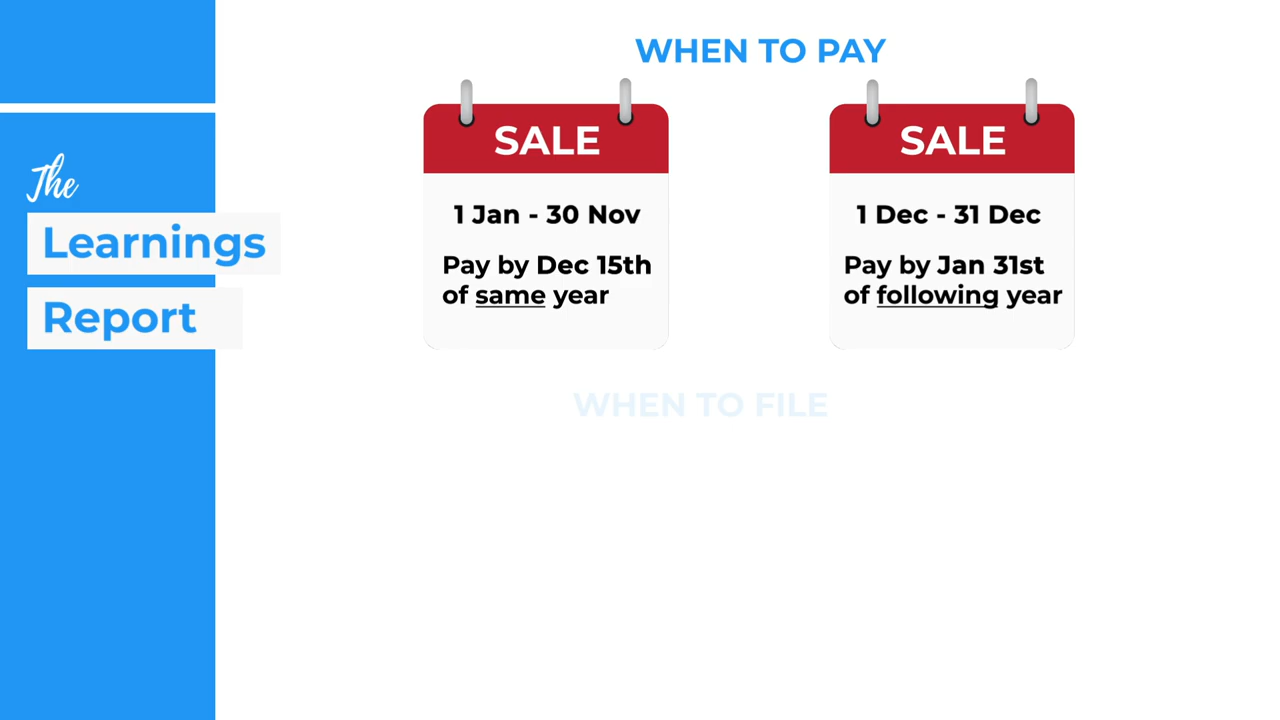 WHEN TO PAY
The
Learnings
Report
SALE
1 Jan - 30 Nov
Pay by Dec 15th
of same year
SALE
1 Dec - 31 Dec
Pay by Jan 31st
of following year
WHEN TO FILE